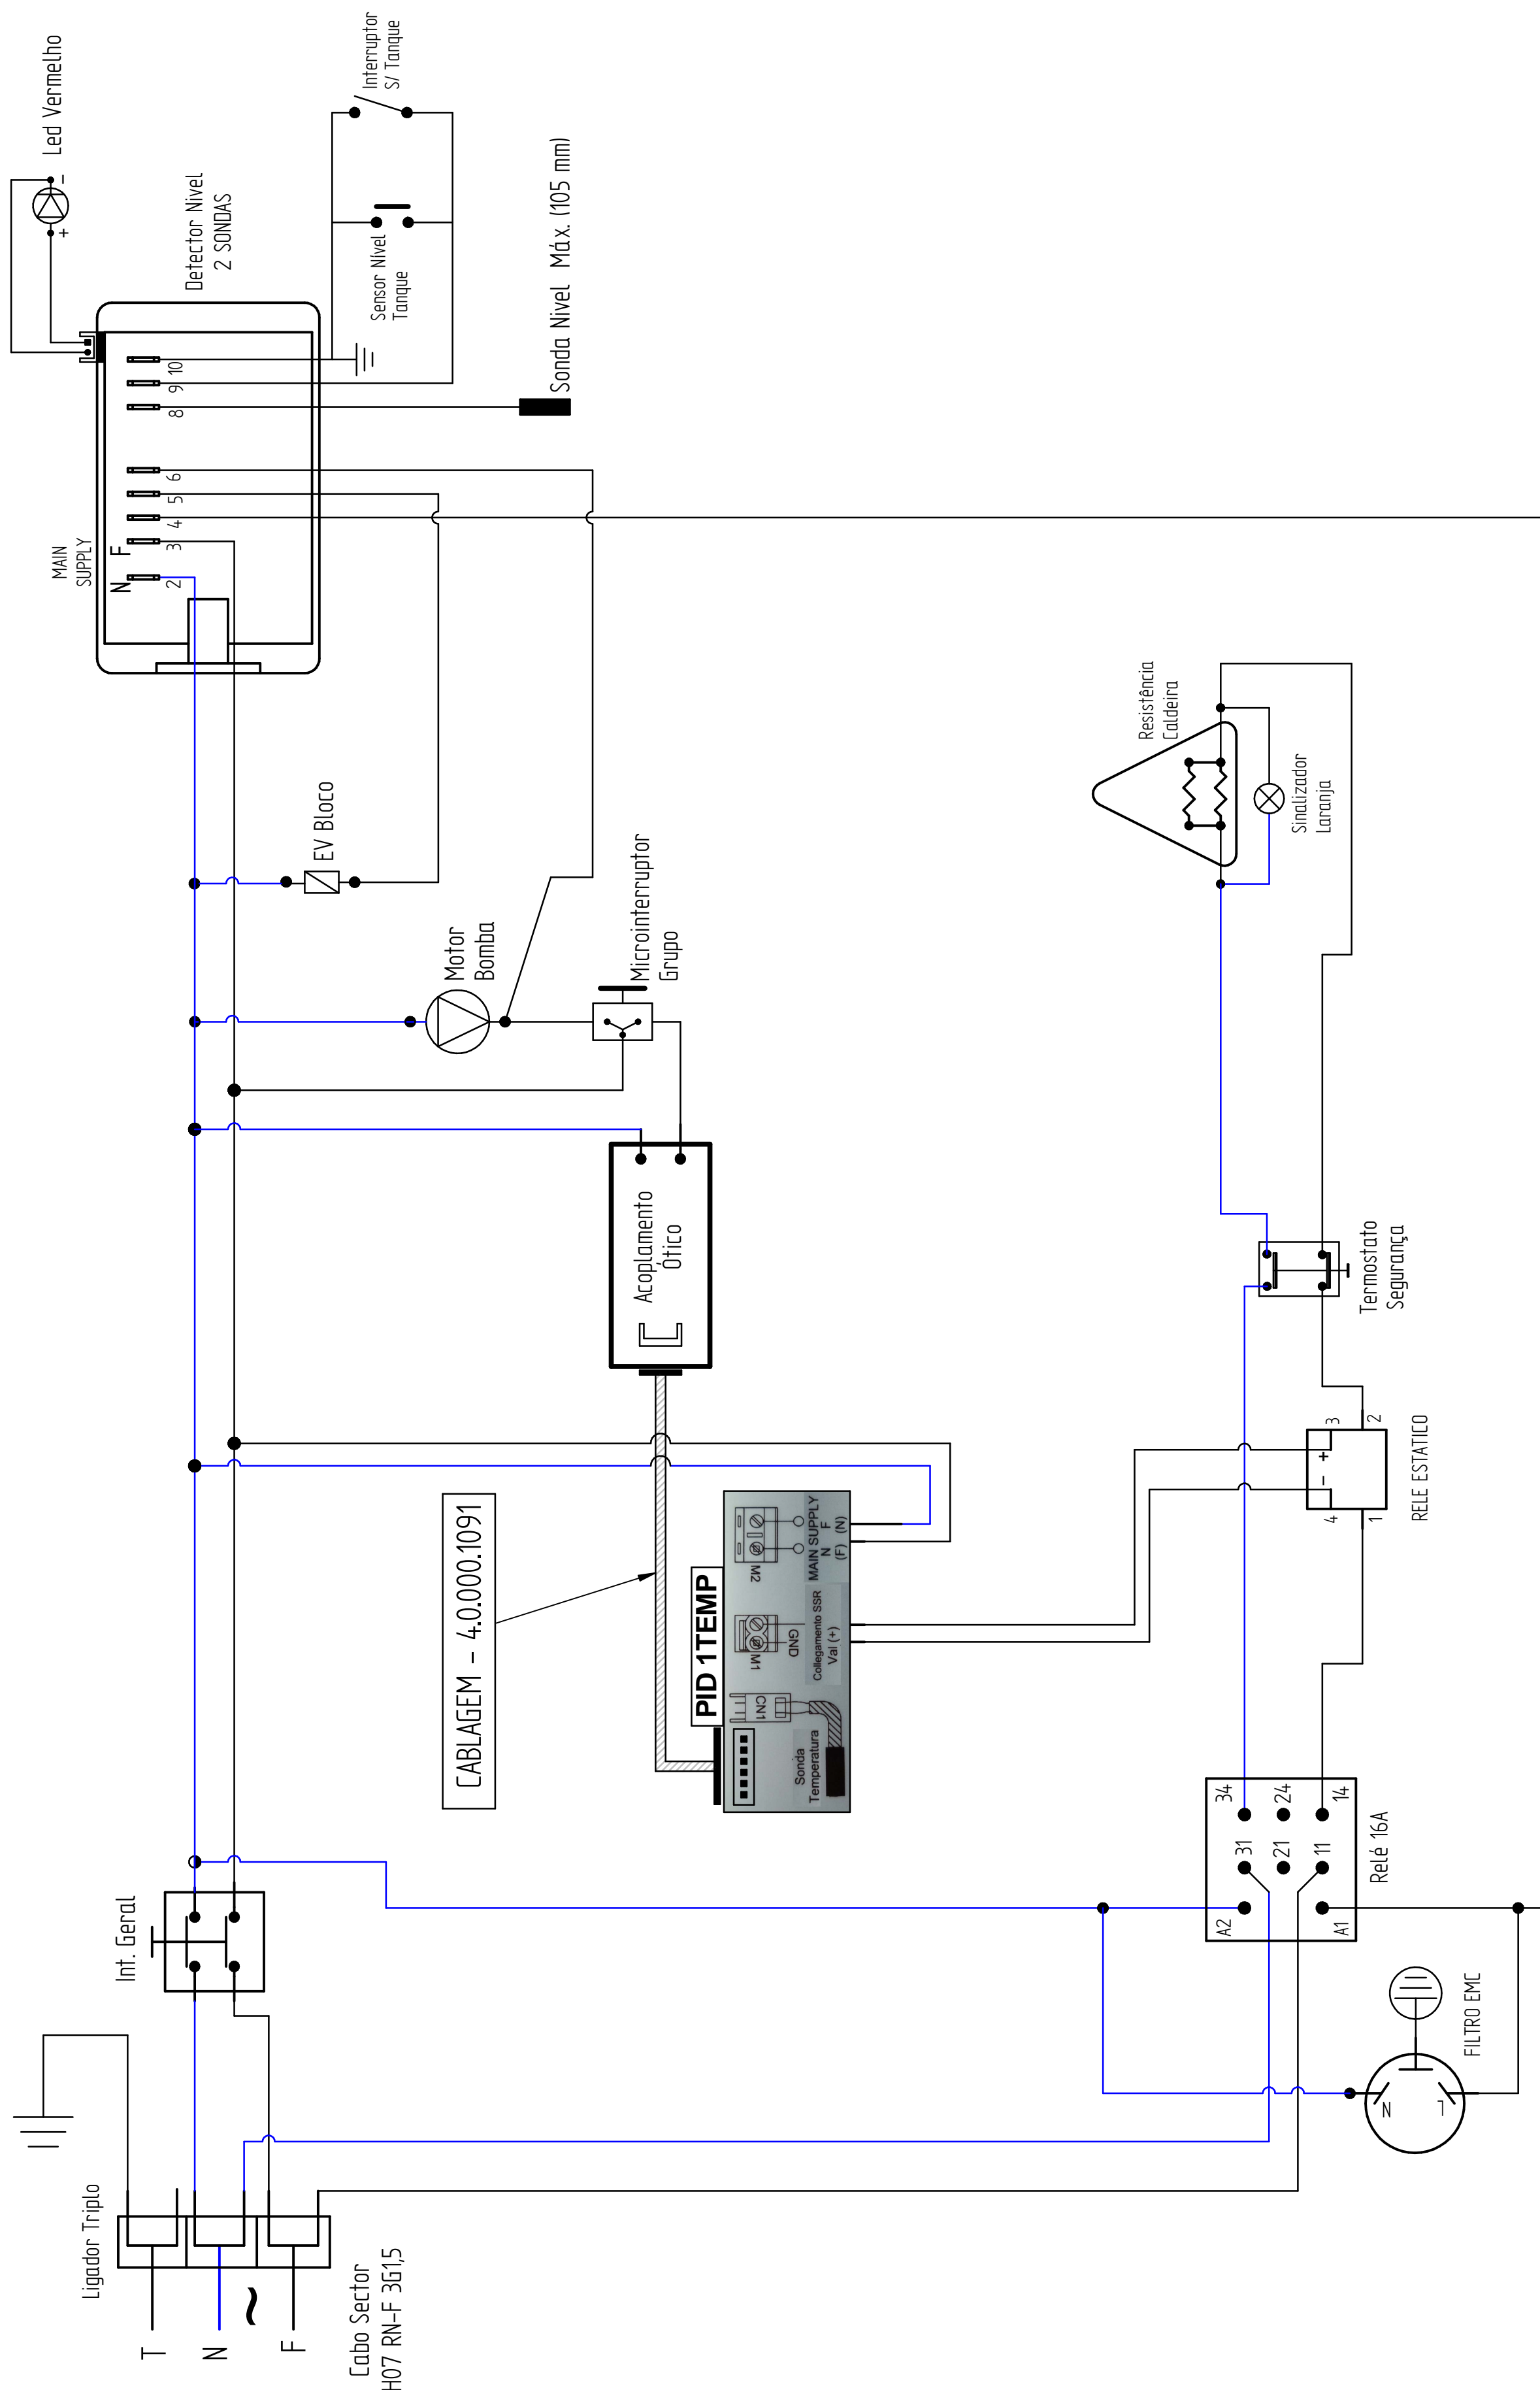 Led Vermelho
+
-
Interruptor
S/ Tanque
Detector Nivel
2 SONDAS
Sensor Nível
Tanque
Sonda Nivel Máx. (105 mm)
MAIN
SUPPLY
N
F
2
3
4
5
6
8
9
10
EV Bloco
Motor
Bomba
Microinterruptor
Grupo
Acoplamento
Ótico
Resistência
Caldeira
Sinalizador
Laranja
Termostato
Segurança
CABLAGEM - 4.0.000.1091
PID 1TEMP
M2
MAIN SUPPLY
N F
(F) (N)
M1
GND
Collegamento SSR
Val (+)
CN1
Sonda
Temperatura
3
+
-
4
2
1
RELE ESTATICO
Int. Geral
34
24
14
31
21
11
A2
A1
Relé 16A
FILTRO EMC
N
L
Ligador Triplo
T
N
~
F
Cabo Sector
H07 RN-F 3G1,5